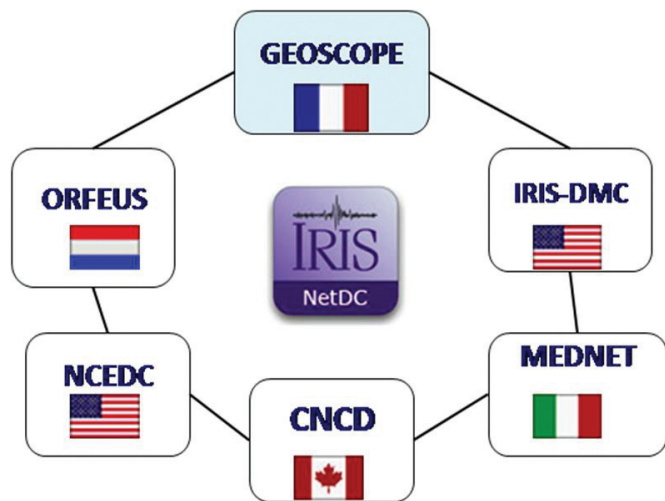 GEOSCOPE
ORFEUS
IRIS-DMC
IRIS
NetDC
NCEDC
MEDNET
CNCD